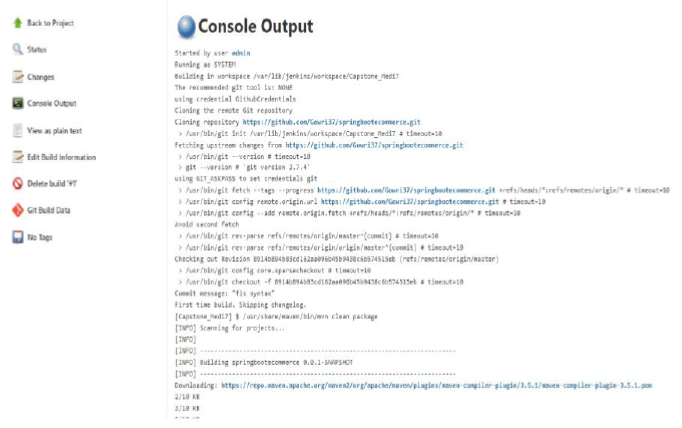 Back to Project
Status
Changes
Console Output
View as plain text
Edit Build Information
Delete build '#7'
Git Build Data
No Tags
Console Output
Started by user admin
Running as SYSTEM
Building in workspace /var/lib/jenkins/workspace/Capstone_Medi7
The recommended git tool is: NONE
using credential GithubCredentials
Cloning the remote Git repository
Cloning repository https://github.com/Gowri37/springbootecommerce.git
> /usr/bin/git init /var/lib/jenkins/workspace/Capstone_Medi7 # timeout=10
Fetching upstream changes from https://github.com/Gowri37/springbootecommerce.git
> /usr/bin/git --version # timeout=10
> git --version # 'git version 2.7.4'
using GIT_ASKPASS to set credentials git
> /usr/bin/git fetch --tags --progress https://github.com/Gowri37/springbootecommerce.git +refs/heads/*:refs/remotes/origin/* # timeout=10
> /usr/bin/git config remote.origin.url https://github.com/Gowri37/springbootecommerce.git # timeout=10
> /usr/bin/git config --add remote.origin.fetch +refs/heads/*:refs/remotes/origin/* # timeout=10
Avoid second fetch
> /usr/bin/git rev-parse refs/remotes/origin/master^{commit} # timeout=10
> /usr/bin/git rev-parse refs/remotes/origin/origin/master^{commit} # timeout=10
Checking out Revision (refs/remotes/origin/master)
> /usr/bin/git config core.sparsecheckout # timeout=10
> /usr/bin/git checkout -f # timeout=10
Commit message: "fix syntax"
First time build. Skipping changelog.
[Capstone_Medi7] $ /usr/share/maven/bin/mvn clean package
[INFO] Scanning for projects...
[INFO]
[INFO] ------------------------------------------------------------------------
[INFO] Building springbootecommerce 0.0.1-SNAPSHOT
[INFO] ------------------------------------------------------------------------
Downloading: https://repo.maven.apache.org/maven2/org/apache/maven/plugins/maven-compiler-plugin/3.5.1/maven-compiler-plugin-3.5.1.pom
2/10 KB
3/10 KB
5/10 KB